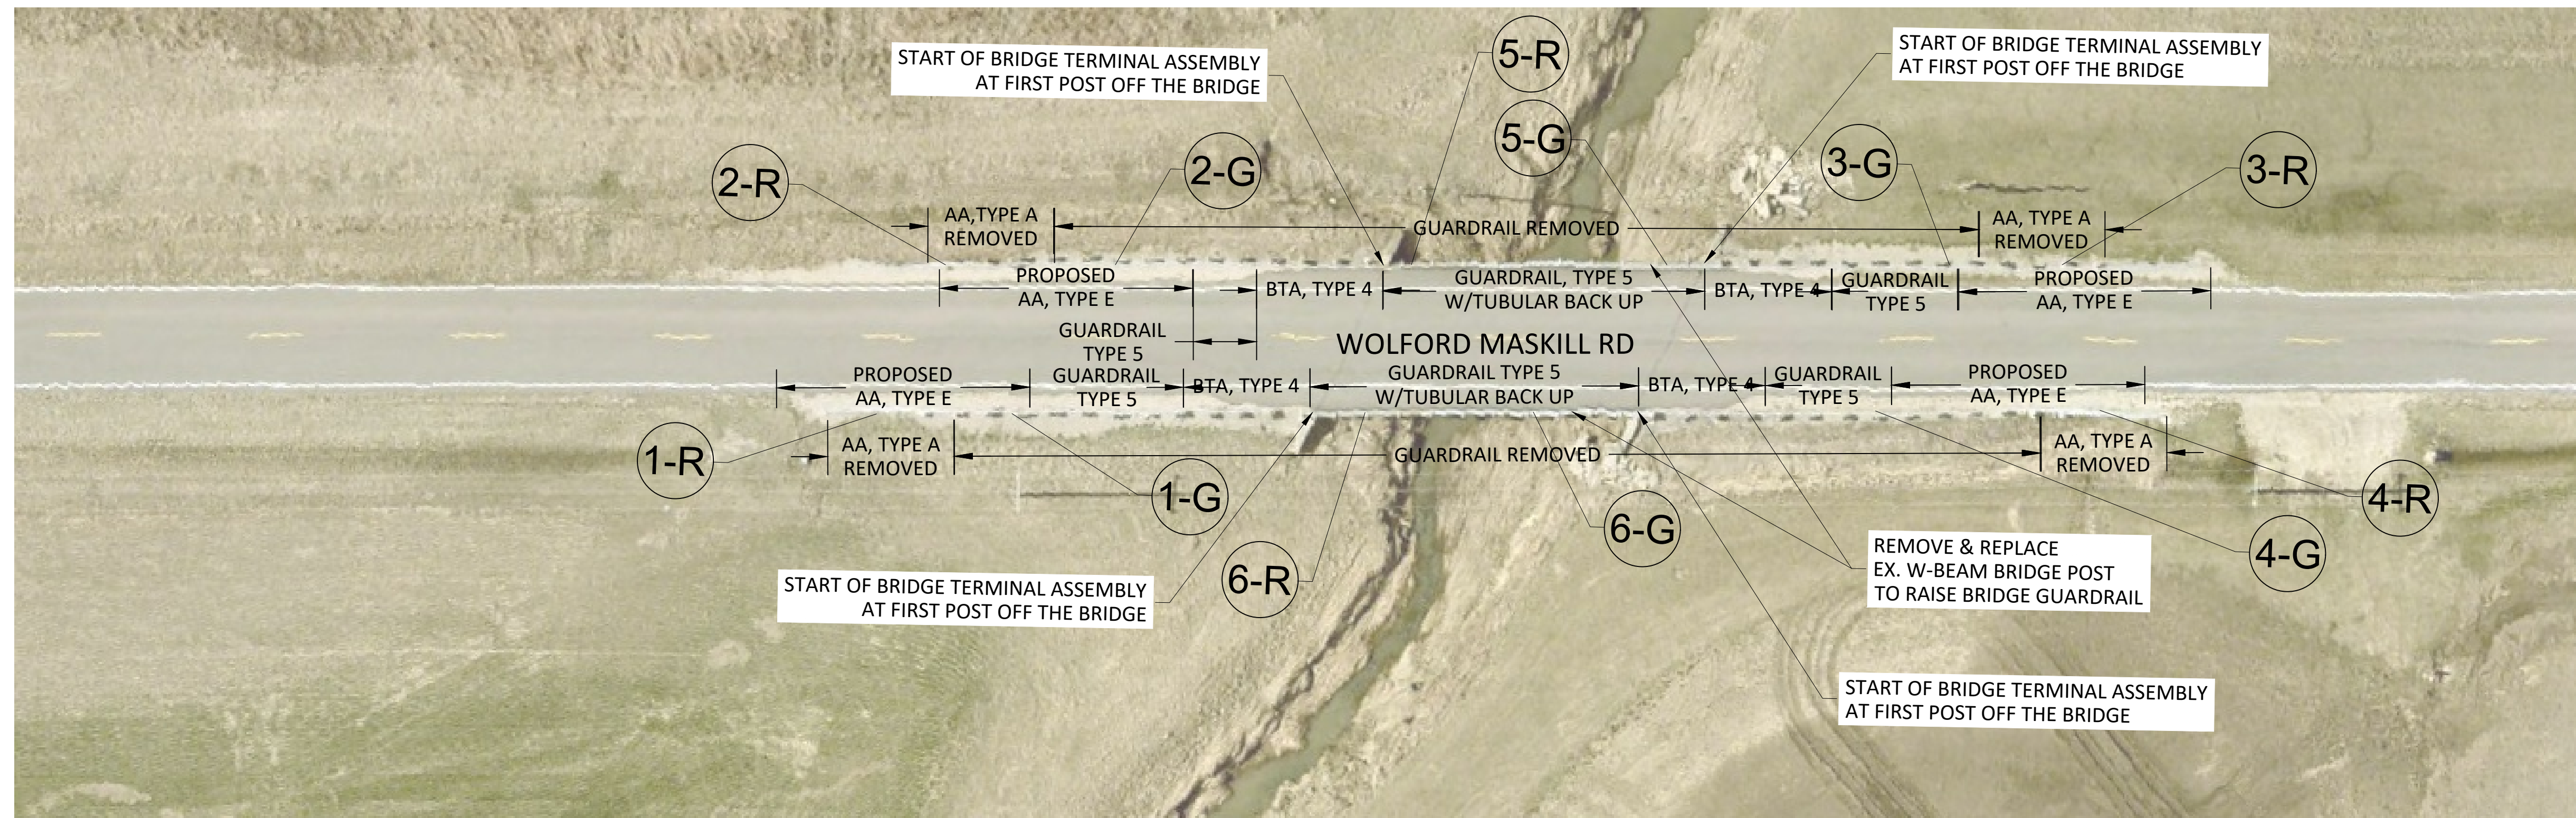 START OF BRIDGE TERMINAL ASSEMBLY
AT FIRST POST OFF THE BRIDGE
5-R
START OF BRIDGE TERMINAL ASSEMBLY
AT FIRST POST OFF THE BRIDGE
5-G
2-R
2-G
3-G
3-R
AA,TYPE A
REMOVED
GUARDRAIL REMOVED
AA, TYPE A
REMOVED
PROPOSED
AA, TYPE E
BTA, TYPE 4
GUARDRAIL, TYPE 5
W/TUBULAR BACK UP
BTA, TYPE 4
GUARDRAIL
TYPE 5
PROPOSED
AA, TYPE E
GUARDRAIL
TYPE 5
WOLFORD MASKILL RD
PROPOSED
AA, TYPE E
GUARDRAIL
TYPE 5
BTA, TYPE 4
GUARDRAIL TYPE 5
W/TUBULAR BACK UP
BTA, TYPE 4
GUARDRAIL
TYPE 5
PROPOSED
AA, TYPE E
1-R
AA, TYPE A
REMOVED
GUARDRAIL REMOVED
AA, TYPE A
REMOVED
1-G
4-R
6-G
4-G
6-R
START OF BRIDGE TERMINAL ASSEMBLY
AT FIRST POST OFF THE BRIDGE
REMOVE & REPLACE
EX. W-BEAM BRIDGE POST
TO RAISE BRIDGE GUARDRAIL
START OF BRIDGE TERMINAL ASSEMBLY
AT FIRST POST OFF THE BRIDGE